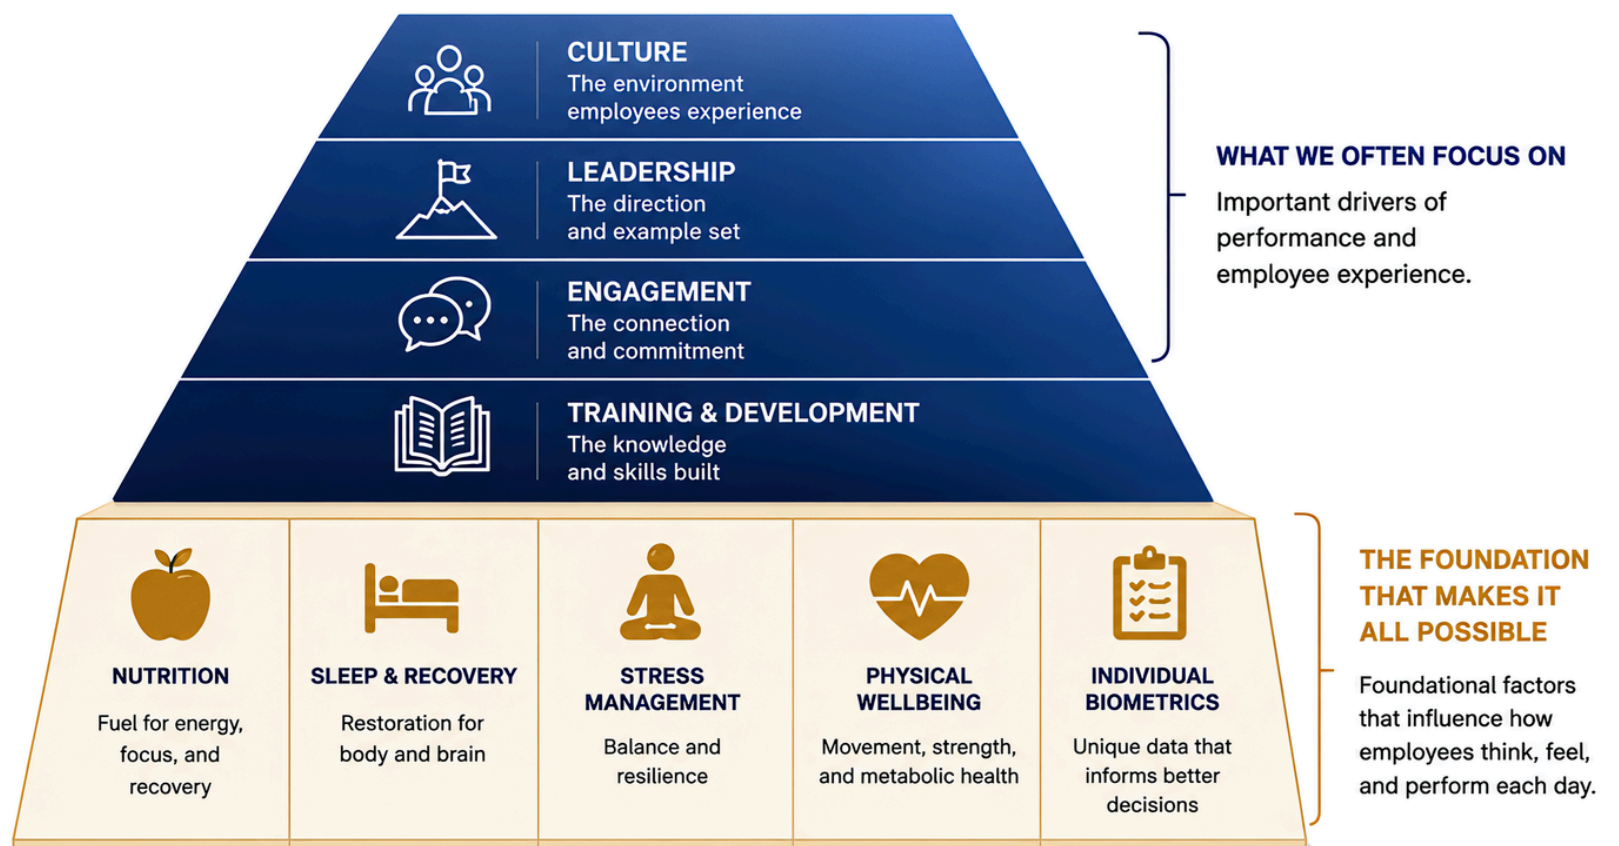 CULTURE
The environment
employees experience
LEADERSHIP
The direction
and example set
ENGAGEMENT
The connection
and commitment
TRAINING & DEVELOPMENT
The knowledge
and skills built
WHAT WE OFTEN FOCUS ON
Important drivers of
performance and
employee experience.
NUTRITION
Fuel for energy,
focus, and
recovery
SLEEP & RECOVERY
Restoration for
body and brain
STRESS
MANAGEMENT
Balance and
resilience
PHYSICAL
WELLBEING
Movement, strength,
and metabolic health
INDIVIDUAL
BIOMETRICS
Unique data that
informs better
decisions
THE FOUNDATION
THAT MAKES IT
ALL POSSIBLE
Foundational factors
that influence how
employees think, feel,
and perform each day.